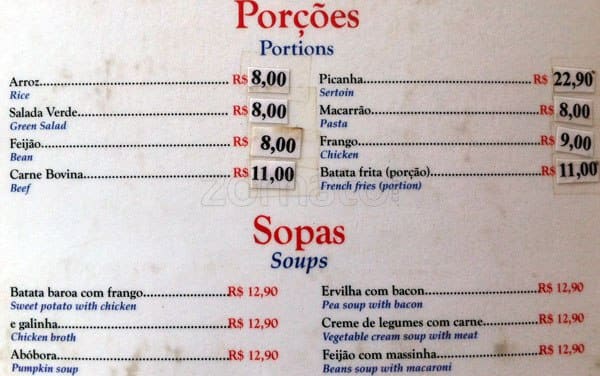 Porções
Portions
Arroz R$ 8,00
Rice
Salada Verde R$ 8,00
Green Salad
Feijão R$ 8,00
Bean
Carne Bovina R$ 11,00
Beef
Picanha R$ 22,90
Sertoin
Macarrão R$ 8,00
Pasta
Frango R$ 9,00
Chicken
Batata frita (porção) R$ 11,00
French fries (portion)
zomato
Sopas
Soups
Batata baroa com frango R$ 12,90
Sweet potato with chicken
e galinha R$ 12,90
Chicken broth
Abóbora R$ 12,90
Pumpkin soup
Ervilha com bacon R$ 12,90
Pea soup with bacon
Creme de legumes com carne R$ 12,90
Vegetable cream soup with meat
Feijão com massinha R$ 12,90
Beans soup with macaroni